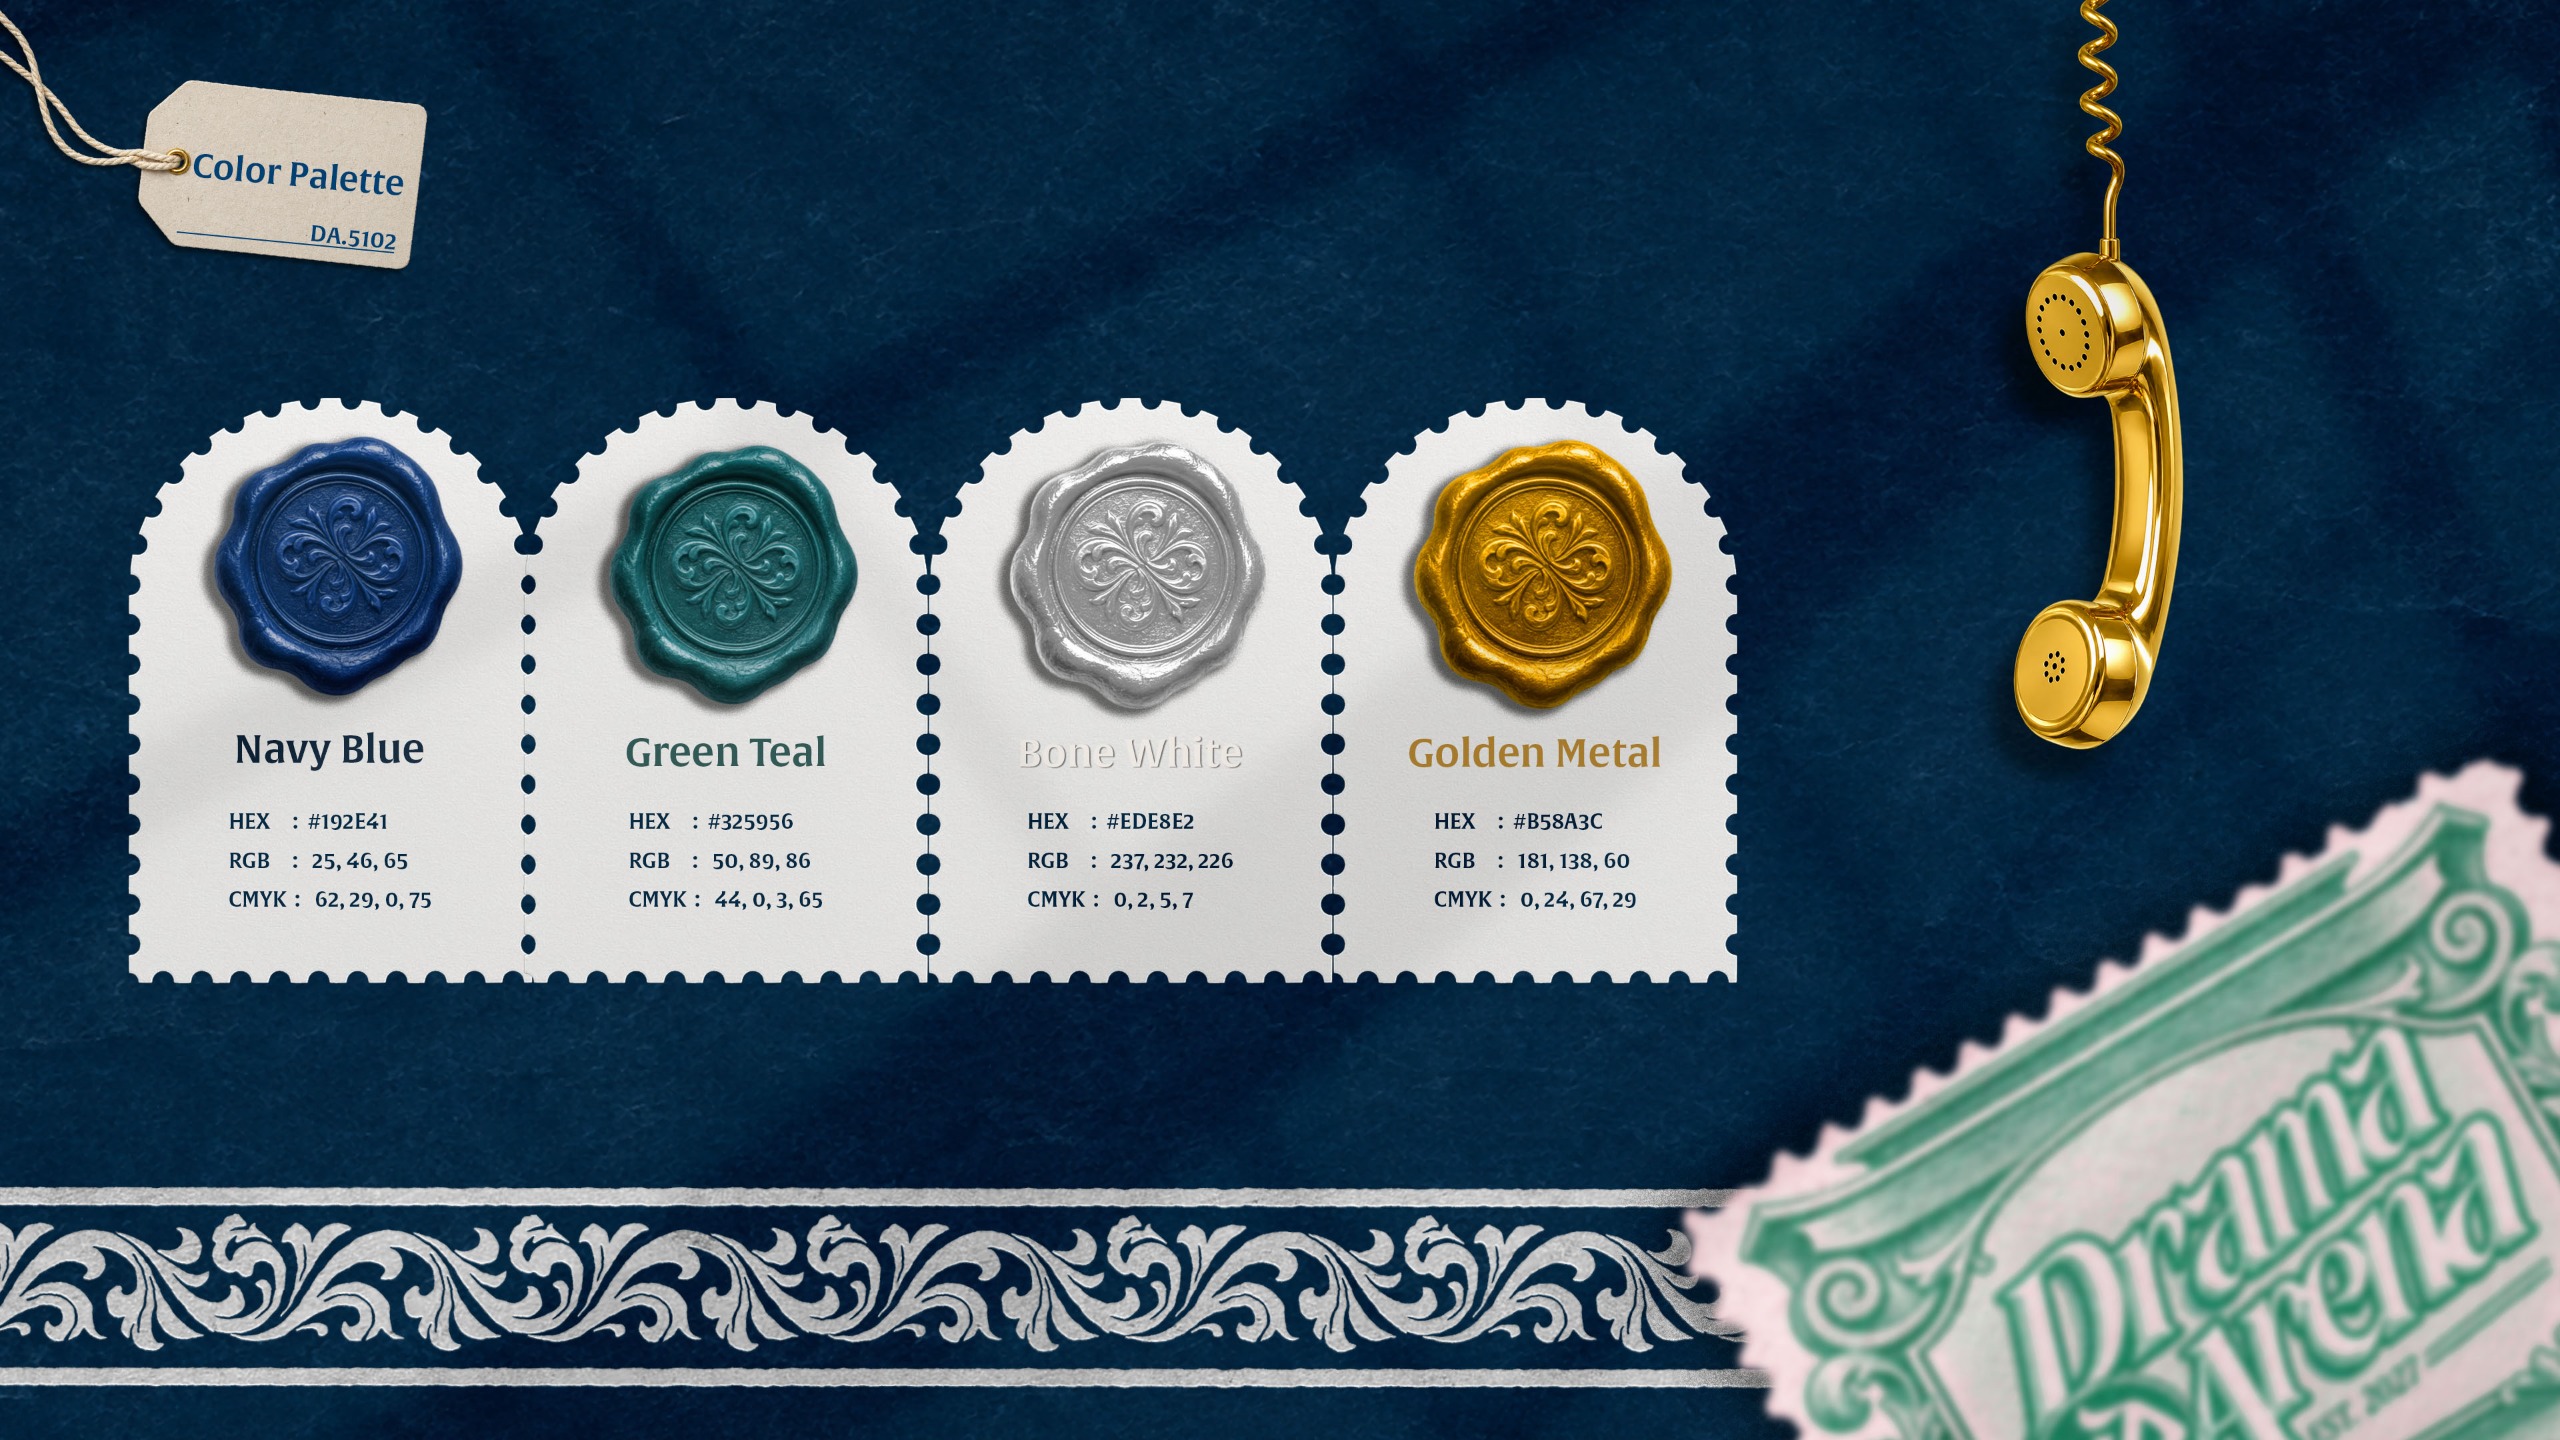 Color Palette
DA.5102
Navy Blue
HEX : #192E41
RGB : 25, 46, 65
CMYK : 62, 29, 0, 75
Green Teal
HEX : #325956
RGB : 50, 89, 86
CMYK : 44, 0, 3, 65
Bone White
HEX : #EDE8E2
RGB : 237, 232, 226
CMYK : 0, 2, 5, 7
Golden Metal
HEX : #B58A3C
RGB : 181, 138, 60
CMYK : 0, 24, 67, 29
Drama
Arena
EST. 2027